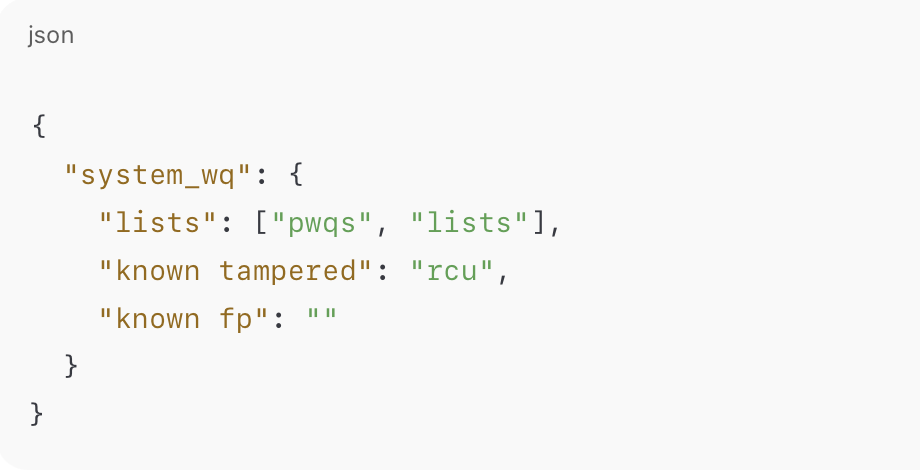 json
{
  "system_wq": {
    "lists": ["pwqs", "lists"],
    "known tampered": "rcu",
    "known fp": ""
  }
}